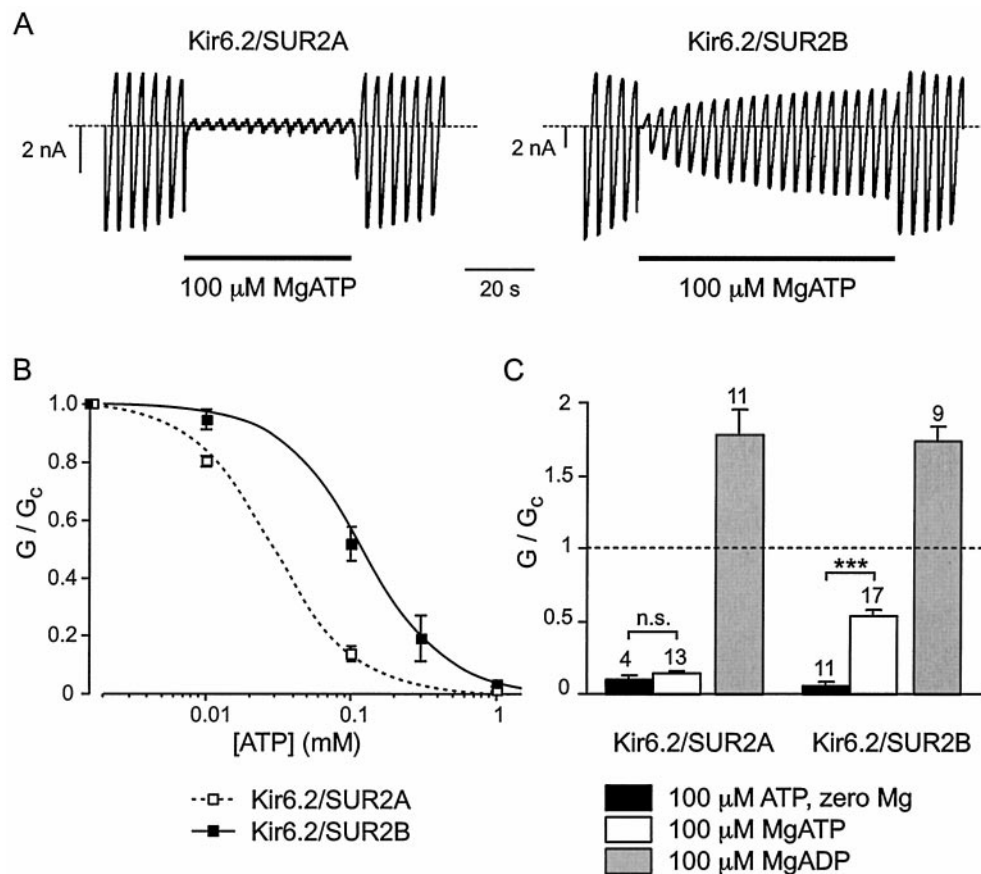 A
Kir6.2/SUR2A
Kir6.2/SUR2B
2 nA
2 nA
100 μM MgATP
20 s
100 μM MgATP
B
1.0
0.8
0.6
0.4
0.2
0
G / Gc
0.01
0.1
1
[ATP] (mM)
Kir6.2/SUR2A
Kir6.2/SUR2B
C
2
1.5
1
0.5
0
G / Gc
11
9
n.s.
***
4
13
17
11
Kir6.2/SUR2A
Kir6.2/SUR2B
100 μM ATP, zero Mg
100 μM MgATP
100 μM MgADP